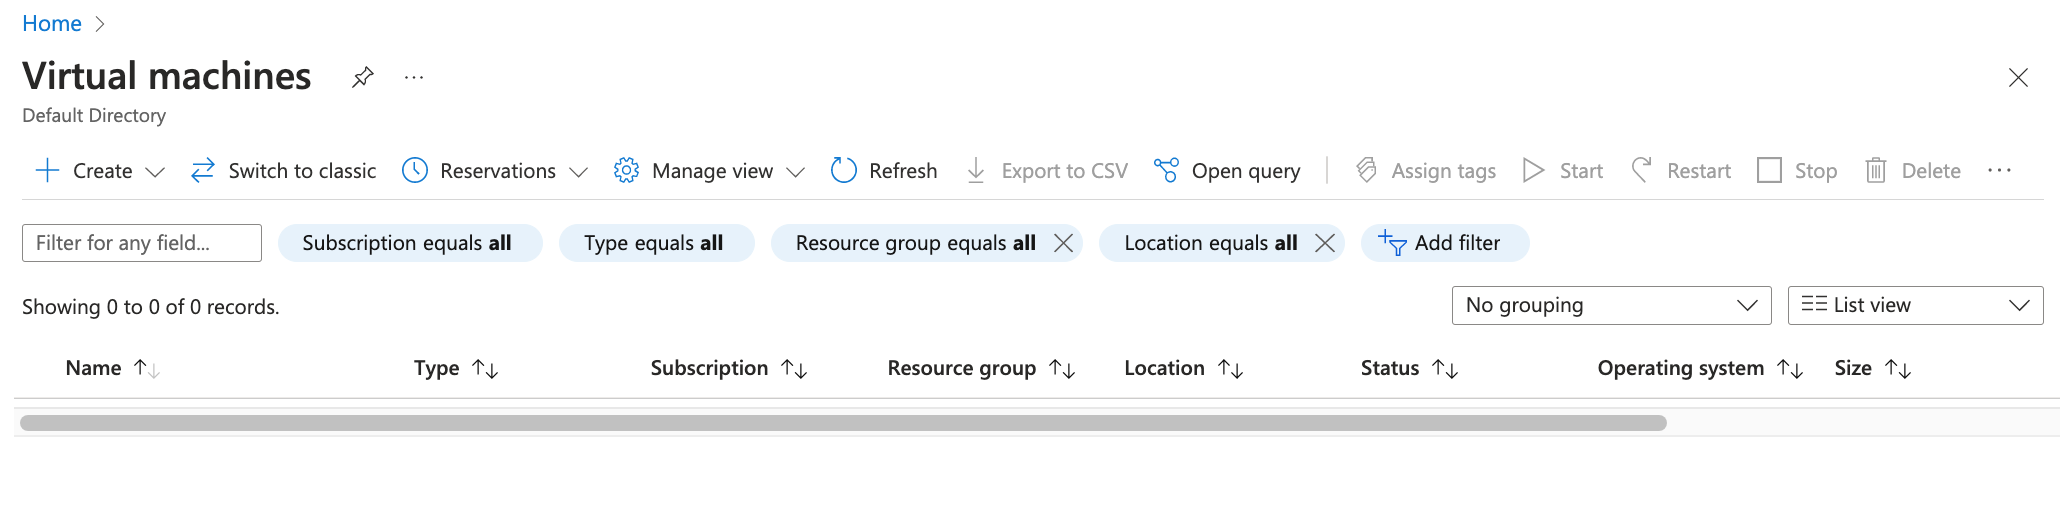 Home
Virtual machines
Default Directory
Create Switch to classic Reservations Manage view Refresh Export to CSV Open query Assign tags Start Restart Stop Delete
Filter for any field... Subscription equals all Type equals all Resource group equals all Location equals all Add filter
Showing 0 to 0 of 0 records. No grouping List view
Name Type Subscription Resource group Location Status Operating system Size